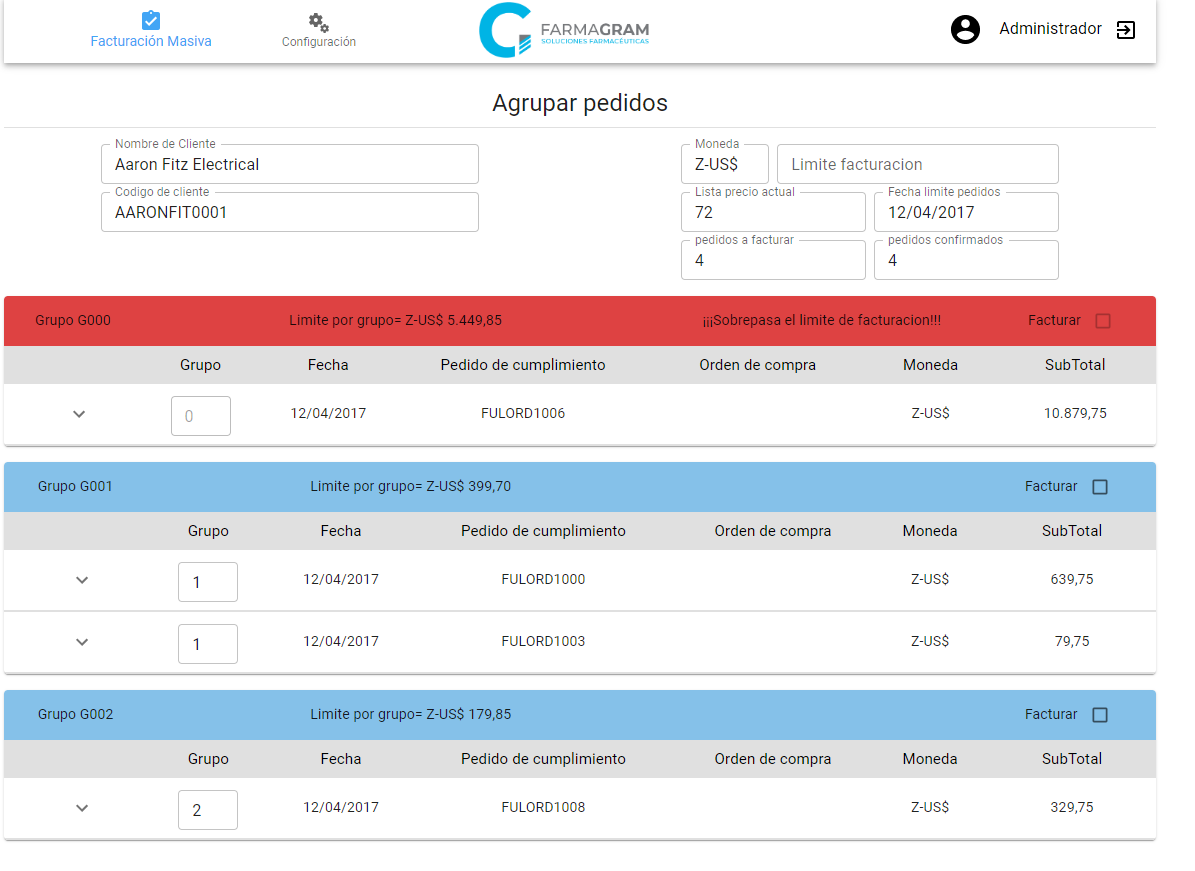 Facturación Masiva
Configuración
FARMAGRAM
SOLUCIONES FARMACÉUTICAS
Administrador
Agrupar pedidos
Nombre de Cliente
Aaron Fitz Electrical
Codigo de cliente
AARONFIT0001
Moneda
Z-US$
Limite facturacion
Lista precio actual
72
Fecha limite pedidos
12/04/2017
pedidos a facturar
4
pedidos confirmados
4
Grupo G000 Limite por grupo= Z-US$ 5.449,85 ¡¡¡Sobrepasa el limite de facturacion!!! Facturar
Grupo Fecha Pedido de cumplimiento Orden de compra Moneda SubTotal
0 12/04/2017 FULORD1006 Z-US$ 10.879,75
Grupo G001 Limite por grupo= Z-US$ 399,70 Facturar
Grupo Fecha Pedido de cumplimiento Orden de compra Moneda SubTotal
1 12/04/2017 FULORD1000 Z-US$ 639,75
1 12/04/2017 FULORD1003 Z-US$ 79,75
Grupo G002 Limite por grupo= Z-US$ 179,85 Facturar
Grupo Fecha Pedido de cumplimiento Orden de compra Moneda SubTotal
2 12/04/2017 FULORD1008 Z-US$ 329,75